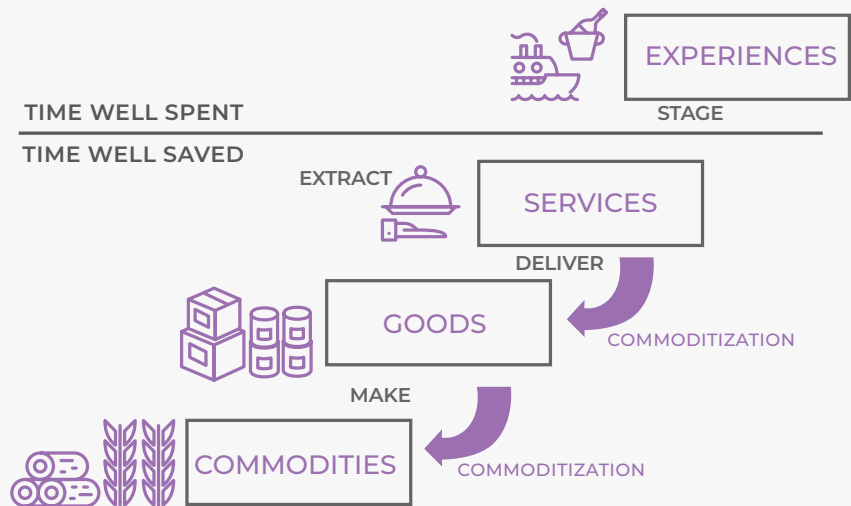 EXPERIENCES
STAGE
TIME WELL SPENT
TIME WELL SAVED
EXTRACT
SERVICES
DELIVER
GOODS
COMMODITIZATION
MAKE
COMMODITIES
COMMODITIZATION